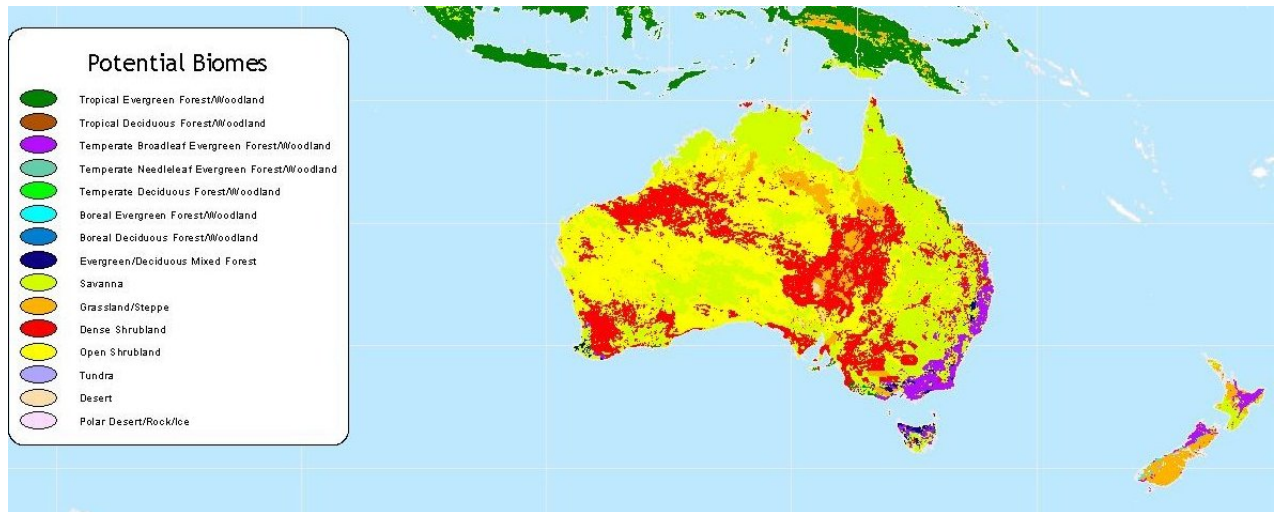 Potential Biomes
Tropical Evergreen Forest/Woodland
Tropical Deciduous Forest/Woodland
Temperate Broadleaf Evergreen Forest/Woodland
Temperate Needleleaf Evergreen Forest/Woodland
Temperate Deciduous Forest/Woodland
Boreal Evergreen Forest/Woodland
Boreal Deciduous Forest/Woodland
Evergreen/Deciduous Mixed Forest
Savanna
Grassland/Steppe
Dense Shrubland
Open Shrubland
Tundra
Desert
Polar Desert/Rock/Ice